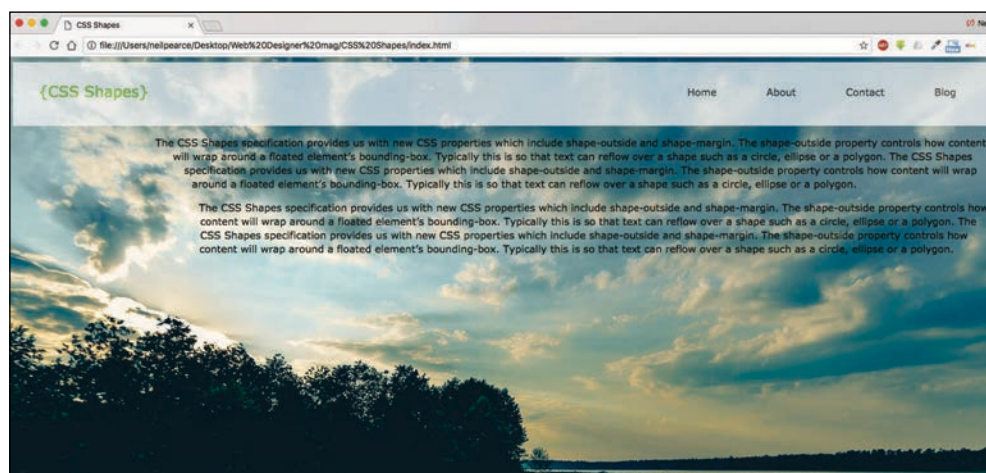 CSS Shapes
Ne
file:///Users/neilpearce/Desktop/Web%20Designer%20mag/CSS%20Shapes/index.html
{CSS Shapes}
Home About Contact Blog
The CSS Shapes specification provides us with new CSS properties which include shape-outside and shape-margin. The shape-outside property controls how content
will wrap around a floated element's bounding-box. Typically this is so that text can reflow over a shape such as a circle, ellipse or a polygon. The CSS Shapes
specification provides us with new CSS properties which include shape-outside and shape-margin. The shape-outside property controls how content will wrap
around a floated element's bounding-box. Typically this is so that text can reflow over a shape such as a circle, ellipse or a polygon.
The CSS Shapes specification provides us with new CSS properties which include shape-outside and shape-margin. The shape-outside property controls how
content will wrap around a floated element's bounding-box. Typically this is so that text can reflow over a shape such as a circle, ellipse or a polygon. The
CSS Shapes specification provides us with new CSS properties which include shape-outside and shape-margin. The shape-outside property controls how
content will wrap around a floated element's bounding-box. Typically this is so that text can reflow over a shape such as a circle, ellipse or a polygon.